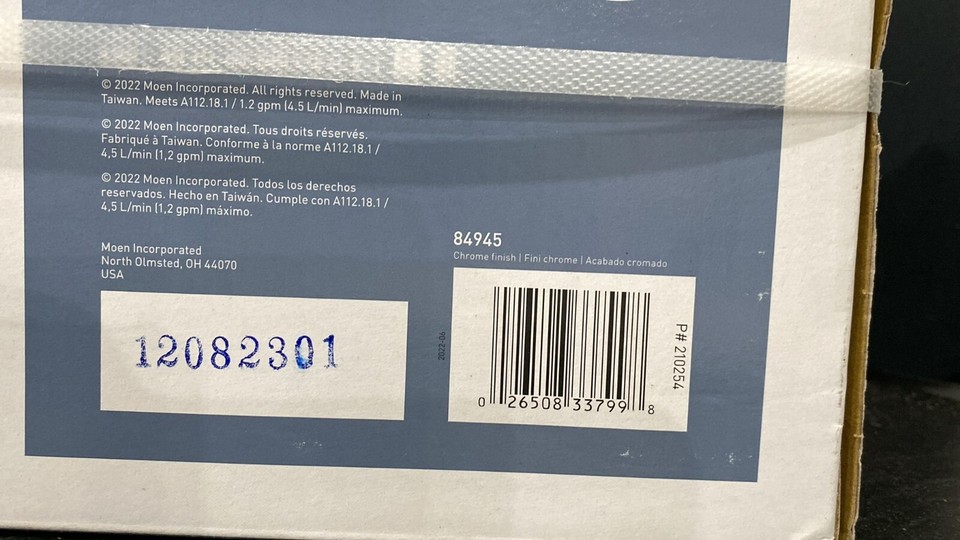 © 2022 Moen Incorporated. All rights reserved. Made in
Taiwan. Meets A112.18.1 / 1.2 gpm (4.5 L/min) maximum.
© 2022 Moen Incorporated. Tous droits réservés.
Fabriqué à Taiwan. Conforme à la norme A112.18.1 /
4,5 L/min (1,2 gpm) maximum.
© 2022 Moen Incorporated. Todos los derechos
reservados. Hecho en Taiwán. Cumple con A112.18.1 /
4,5 L/min (1,2 gpm) máximo.
Moen Incorporated
North Olmsted, OH 44070
USA
12082301
2022-06
84945
Chrome finish | Fini chrome | Acabado cromado
0 26508 33799 8
P# 210254